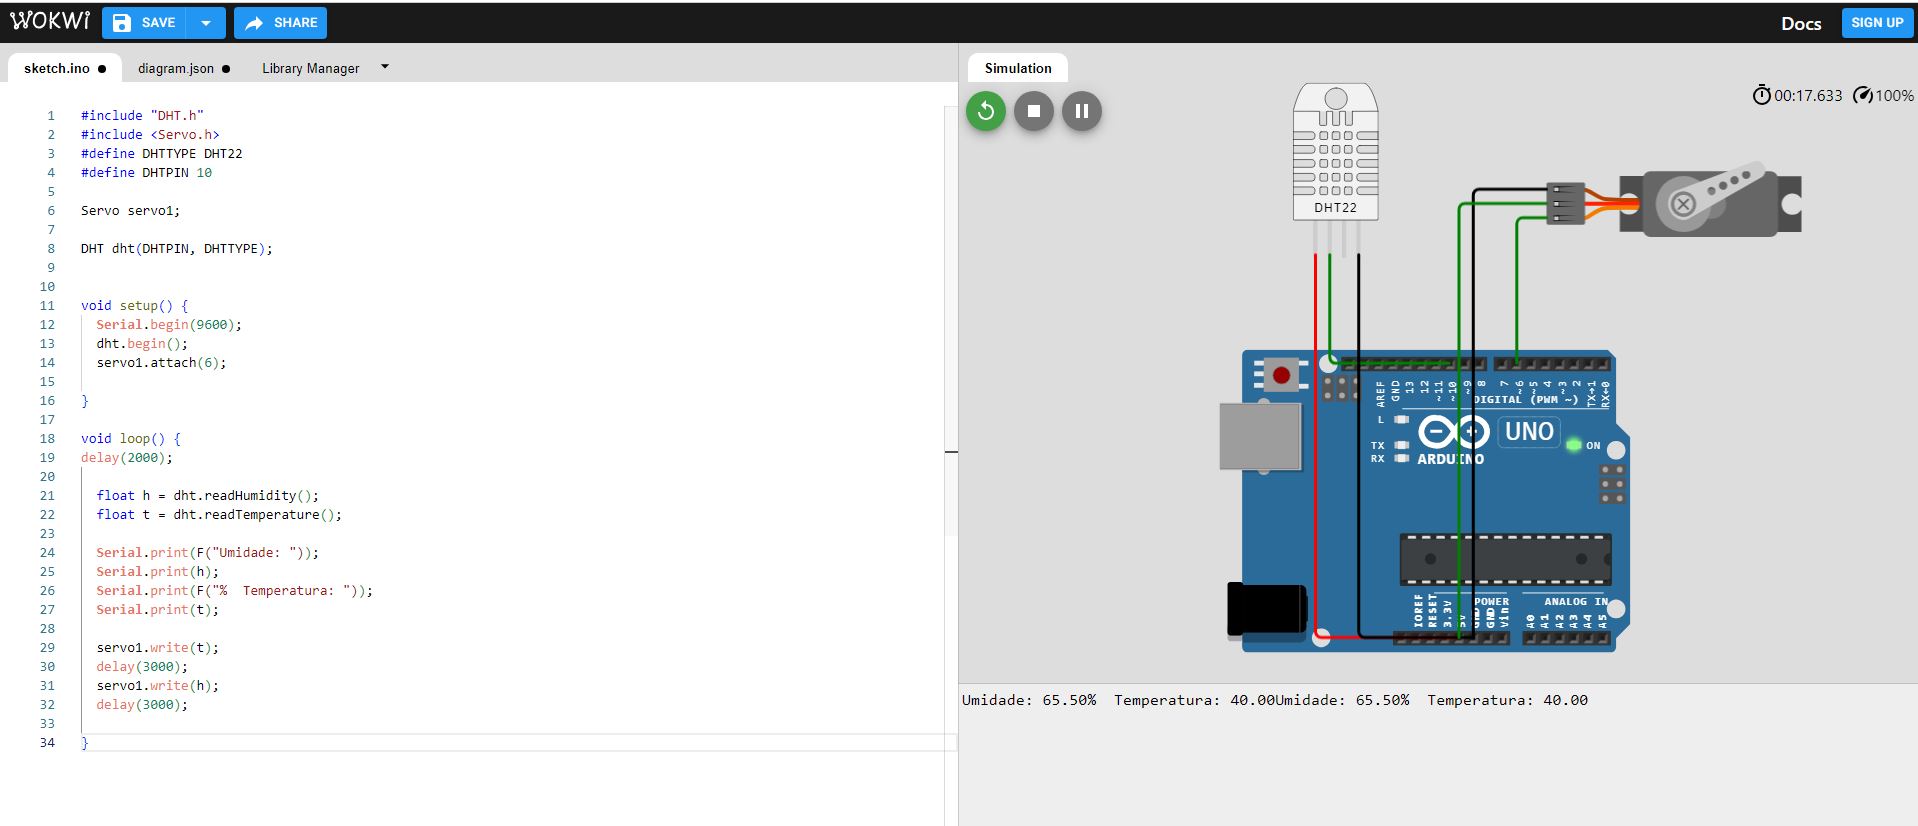 WOKWI SAVE SHARE Docs SIGN UP
sketch.ino diagram.json Library Manager
1 #include "DHT.h"
2 #include <Servo.h>
3 #define DHTTYPE DHT22
4 #define DHTPIN 10
5
6 Servo servo1;
7
8 DHT dht(DHTPIN, DHTTYPE);
9
10
11 void setup() {
12 Serial.begin(9600);
13 dht.begin();
14 servo1.attach(6);
15
16 }
17
18 void loop() {
19 delay(2000);
20
21 float h = dht.readHumidity();
22 float t = dht.readTemperature();
23
24 Serial.print(F("Umidade: "));
25 Serial.print(h);
26 Serial.print(F("%  Temperatura: "));
27 Serial.print(t);
28
29 servo1.write(t);
30 delay(3000);
31 servo1.write(h);
32 delay(3000);
33
34 }
Simulation
00:17.633 100%
DHT22
AREF GND 13 12 ~11 ~10 ~9 8 7 ~6 ~5 4 ~3 2 TX→1 RX←0
DIGITAL (PWM ~)
L
TX
RX
UNO
ON
ARDUINO
POWER ANALOG IN
IOREF RESET 3.3V 5V GND GND Vin A0 A1 A2 A3 A4 A5
Umidade: 65.50%  Temperatura: 40.00Umidade: 65.50%  Temperatura: 40.00